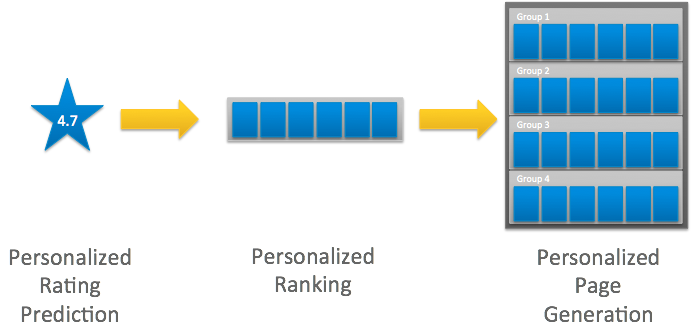 4.7
Group 1
Group 2
Group 3
Group 4
Personalized
Rating
Prediction
Personalized
Ranking
Personalized
Page
Generation